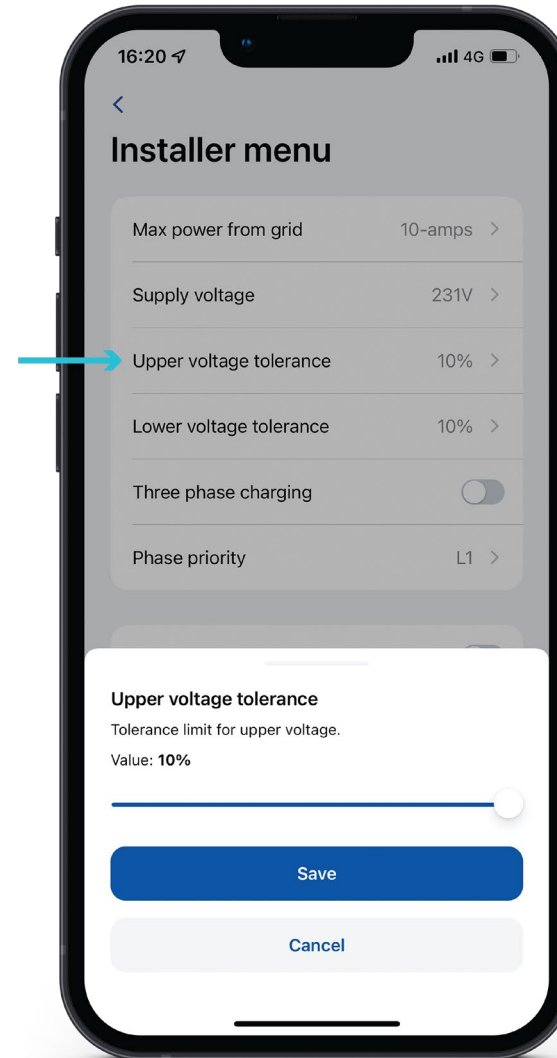 16:20
4G
Installer menu
Max power from grid 10-amps
Supply voltage 231V
Upper voltage tolerance 10%
Lower voltage tolerance 10%
Three phase charging
Phase priority L1
Upper voltage tolerance
Tolerance limit for upper voltage.
Value: 10%
Save
Cancel